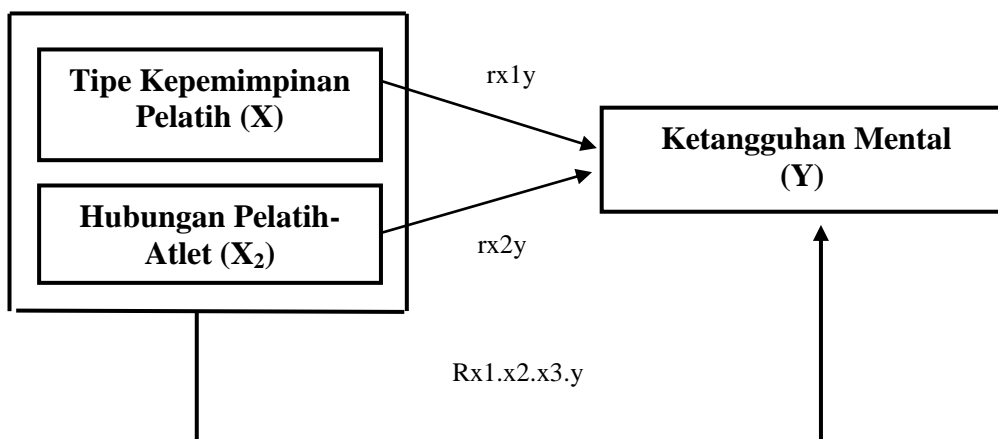 Tipe Kepemimpinan
Pelatih (X)
rx1y
Ketangguhan Mental
(Y)
Hubungan Pelatih-
Atlet (X₂)
rx2y
Rx1.x2.x3.y